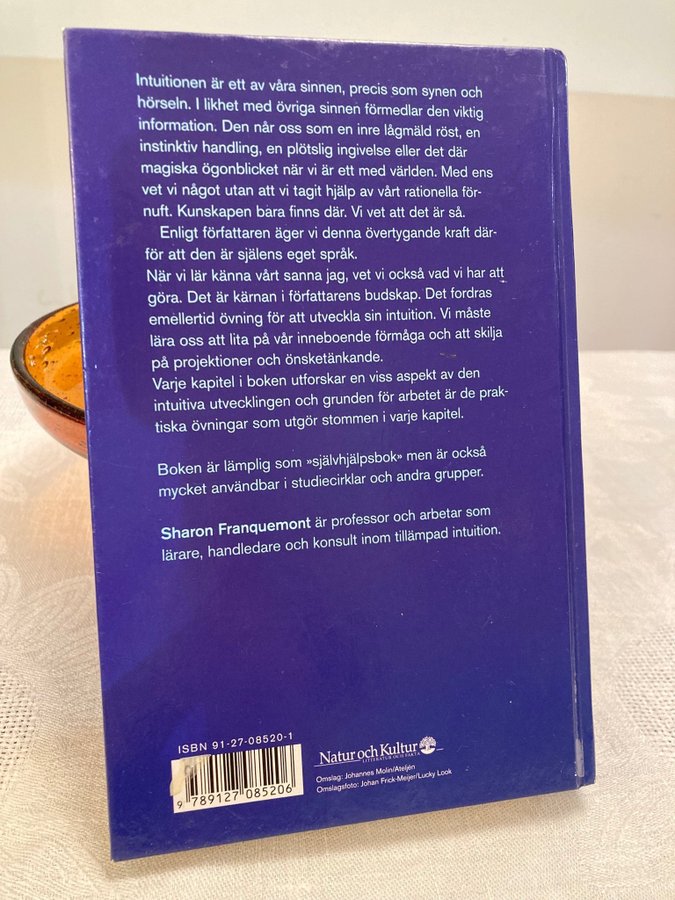 Intuitionen är ett av våra sinnen, precis som synen och
hörseln. I likhet med övriga sinnen förmedlar den viktig
information. Den når oss som en inre lågmäld röst, en
instinktiv handling, en plötslig ingivelse eller det där
magiska ögonblicket när vi är ett med världen. Med ens
vet vi något utan att vi tagit hjälp av vårt rationella för-
nuft. Kunskapen bara finns där. Vi vet att det är så.
Enligt författaren äger vi denna övertygande kraft där-
för att den är själens eget språk.
När vi lär känna vårt sanna jag, vet vi också vad vi har att
göra. Det är kärnan i författarens budskap. Det fordras
emellertid övning för att utveckla sin intuition. Vi måste
lära oss att lita på vår inneboende förmåga och att skilja
på projektioner och önsketänkande.
Varje kapitel i boken utforskar en viss aspekt av den
intuitiva utvecklingen och grunden för arbetet är de prak-
tiska övningar som utgör stommen i varje kapitel.
Boken är lämplig som »självhjälpsbok» men är också
mycket användbar i studiecirklar och andra grupper.
Sharon Franquemont är professor och arbetar som
lärare, handledare och konsult inom tillämpad intuition.
ISBN 91-27-08520-1
9 789127 085206
Natur och Kultur
LITTERATUR OCH FAKTA
Omslag: Johannes Molin/Ateljén
Omslagsfoto: Johan Frick-Meijer/Lucky Look